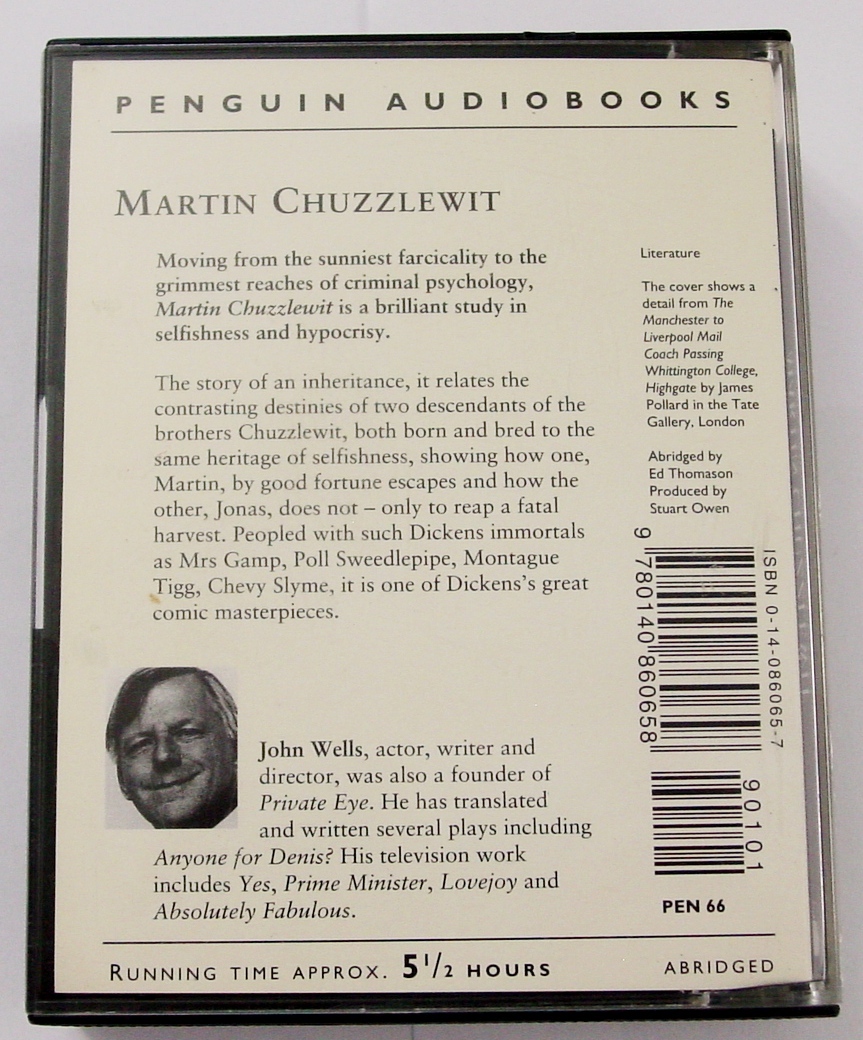 PENGUIN AUDIOBOOKS
MARTIN CHUZZLEWIT
Moving from the sunniest farcicality to the
grimmest reaches of criminal psychology,
Martin Chuzzlewit is a brilliant study in
selfishness and hypocrisy.
The story of an inheritance, it relates the
contrasting destinies of two descendants of the
brothers Chuzzlewit, both born and bred to the
same heritage of selfishness, showing how one,
Martin, by good fortune escapes and how the
other, Jonas, does not – only to reap a fatal
harvest. Peopled with such Dickens immortals
as Mrs Gamp, Poll Sweedlepipe, Montague
Tigg, Chevy Slyme, it is one of Dickens's great
comic masterpieces.
John Wells, actor, writer and
director, was also a founder of
Private Eye. He has translated
and written several plays including
Anyone for Denis? His television work
includes Yes, Prime Minister, Lovejoy and
Absolutely Fabulous.
Literature
The cover shows a
detail from The
Manchester to
Liverpool Mail
Coach Passing
Whittington College,
Highgate by James
Pollard in the Tate
Gallery, London
Abridged by
Ed Thomason
Produced by
Stuart Owen
ISBN 0-14-086065-7
9 780140 860658
90101
PEN 66
RUNNING TIME APPROX. 5 1/2 HOURS
ABRIDGED